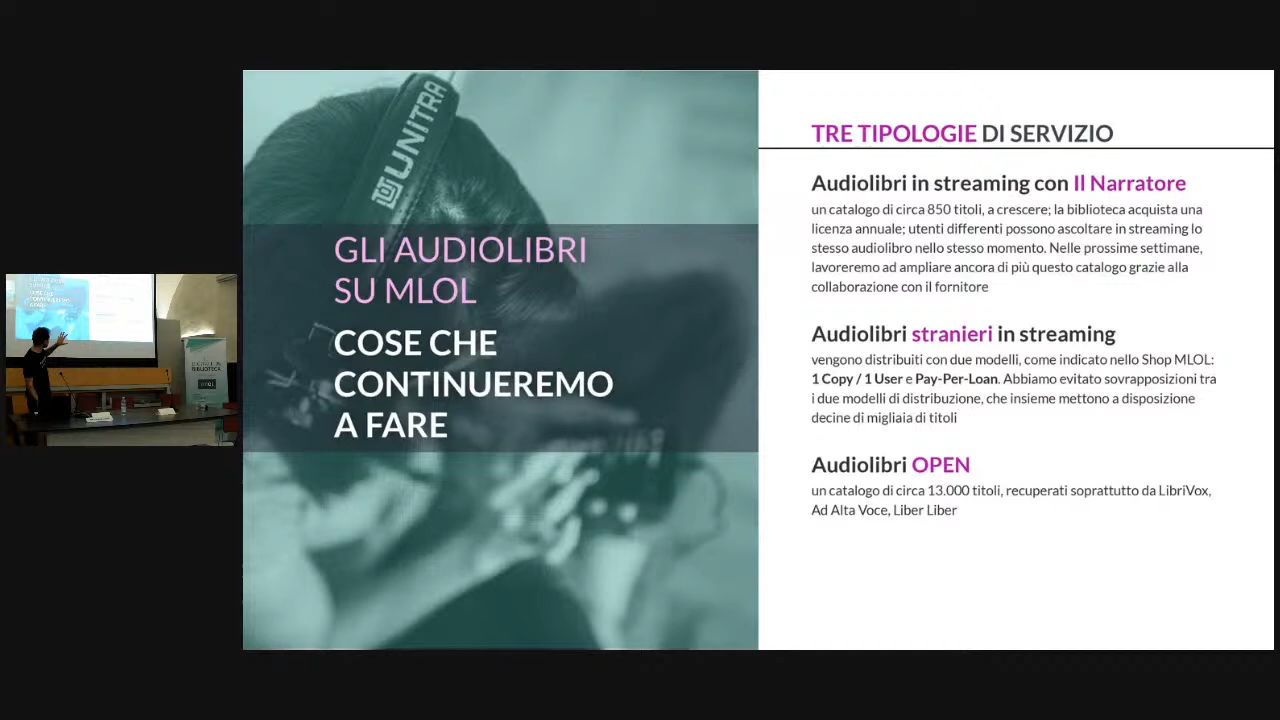 UNITRA
GLI AUDIOLIBRI
SU MLOL
COSE CHE
CONTINUEREMO
A FARE
TRE TIPOLOGIE DI SERVIZIO
Audiolibri in streaming con Il Narratore
un catalogo di circa 850 titoli, a crescere; la biblioteca acquista una
licenza annuale; utenti differenti possono ascoltare in streaming lo
stesso audiolibro nello stesso momento. Nelle prossime settimane,
lavoreremo ad ampliare ancora di più questo catalogo grazie alla
collaborazione con il fornitore
Audiolibri stranieri in streaming
vengono distribuiti con due modelli, come indicato nello Shop MLOL:
1 Copy / 1 User e Pay-Per-Loan. Abbiamo evitato sovrapposizioni tra
i due modelli di distribuzione, che insieme mettono a disposizione
decine di migliaia di titoli
Audiolibri OPEN
un catalogo di circa 13.000 titoli, recuperati soprattutto da LibriVox,
Ad Alta Voce, Liber Liber